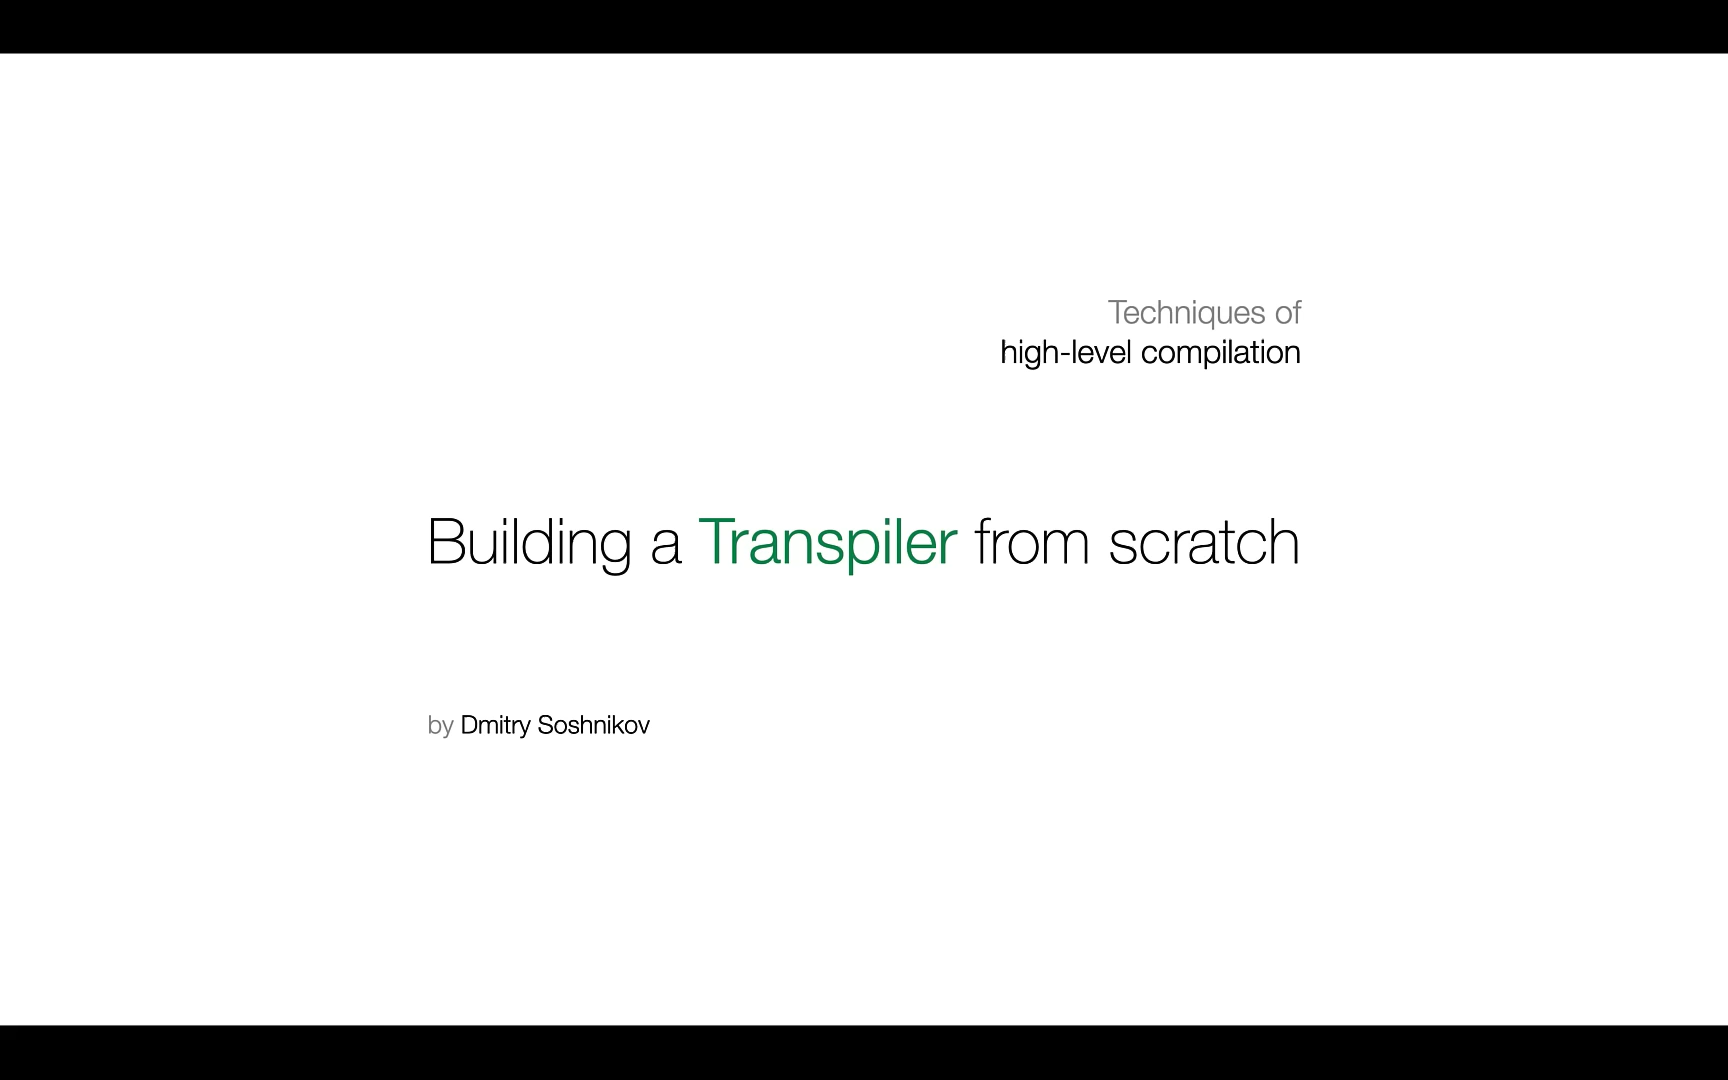 Techniques of
high-level compilation
Building a Transpiler from scratch
by Dmitry Soshnikov